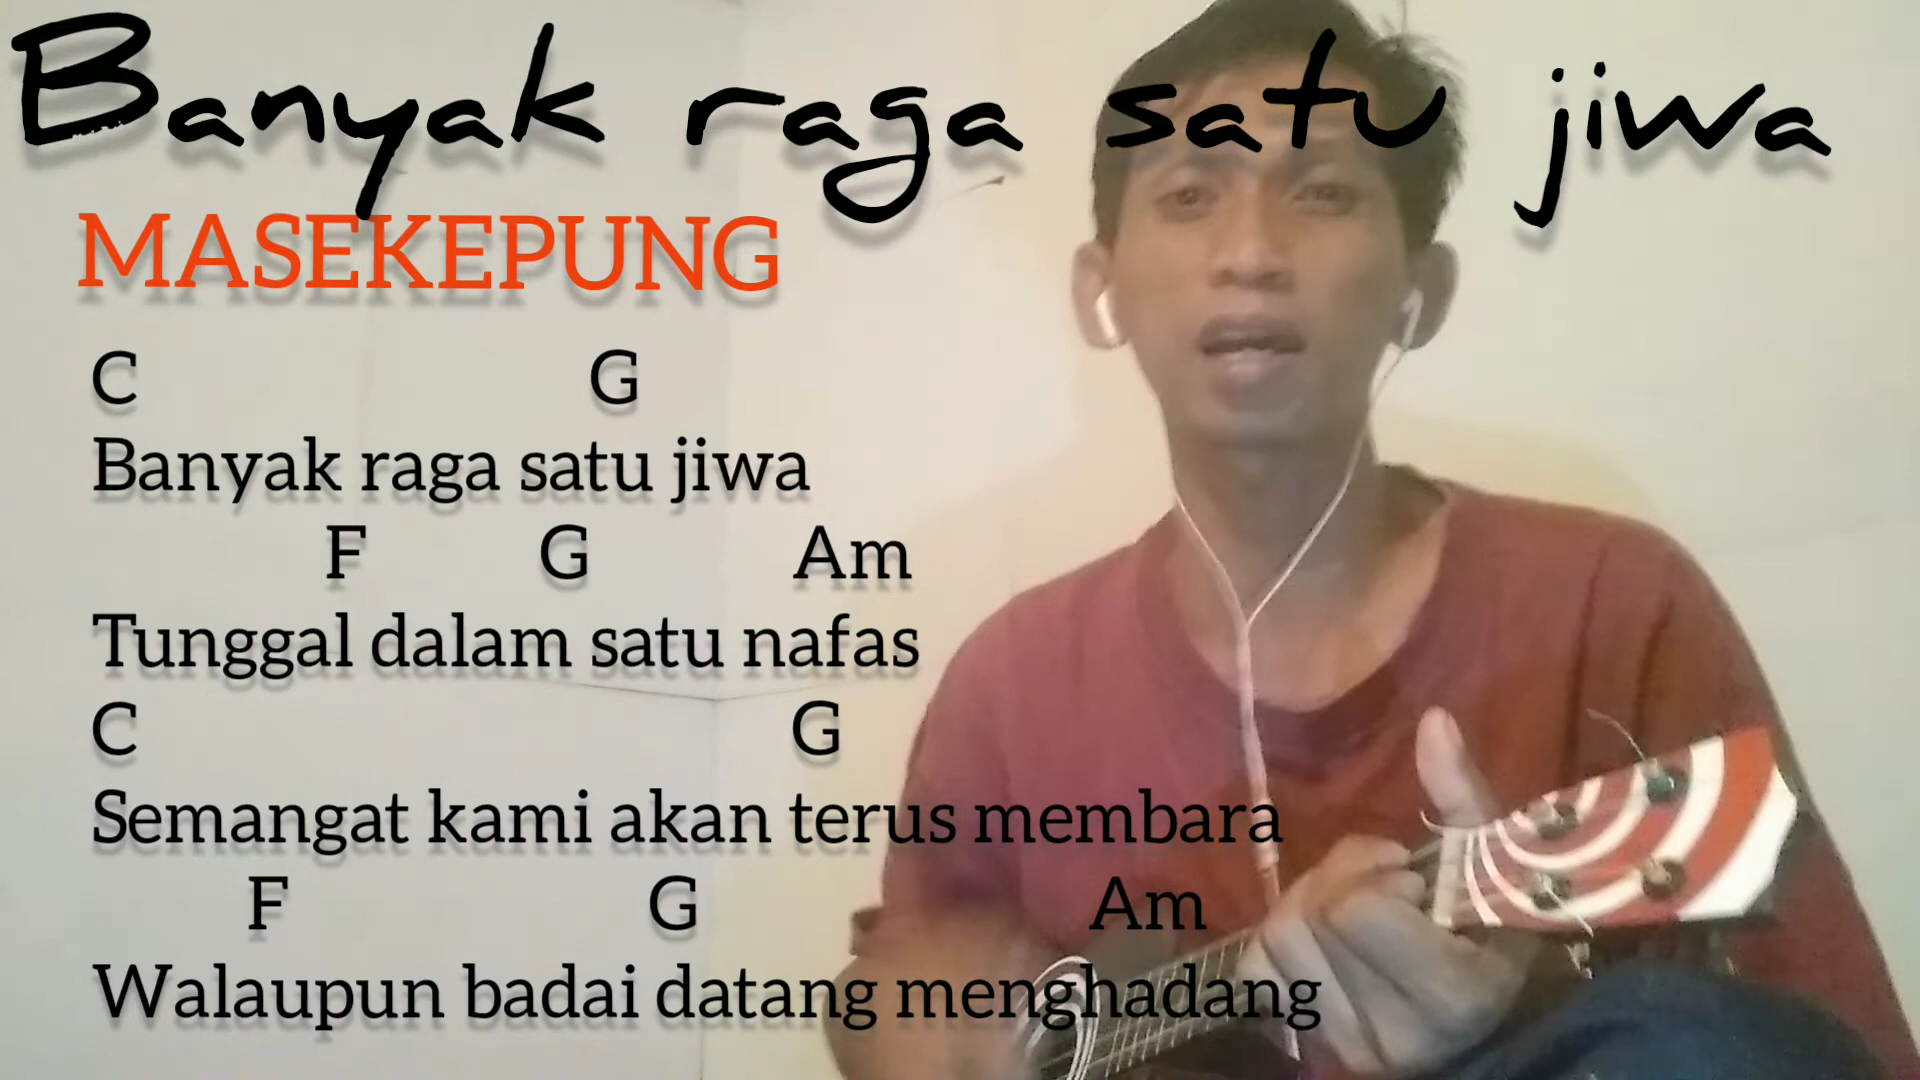 Banyak raga satu jiwa
MASEKEPUNG
C G
Banyak raga satu jiwa
F G Am
Tunggal dalam satu nafas
C G
Semangat kami akan terus membara
F G Am
Walaupun badai datang menghadang